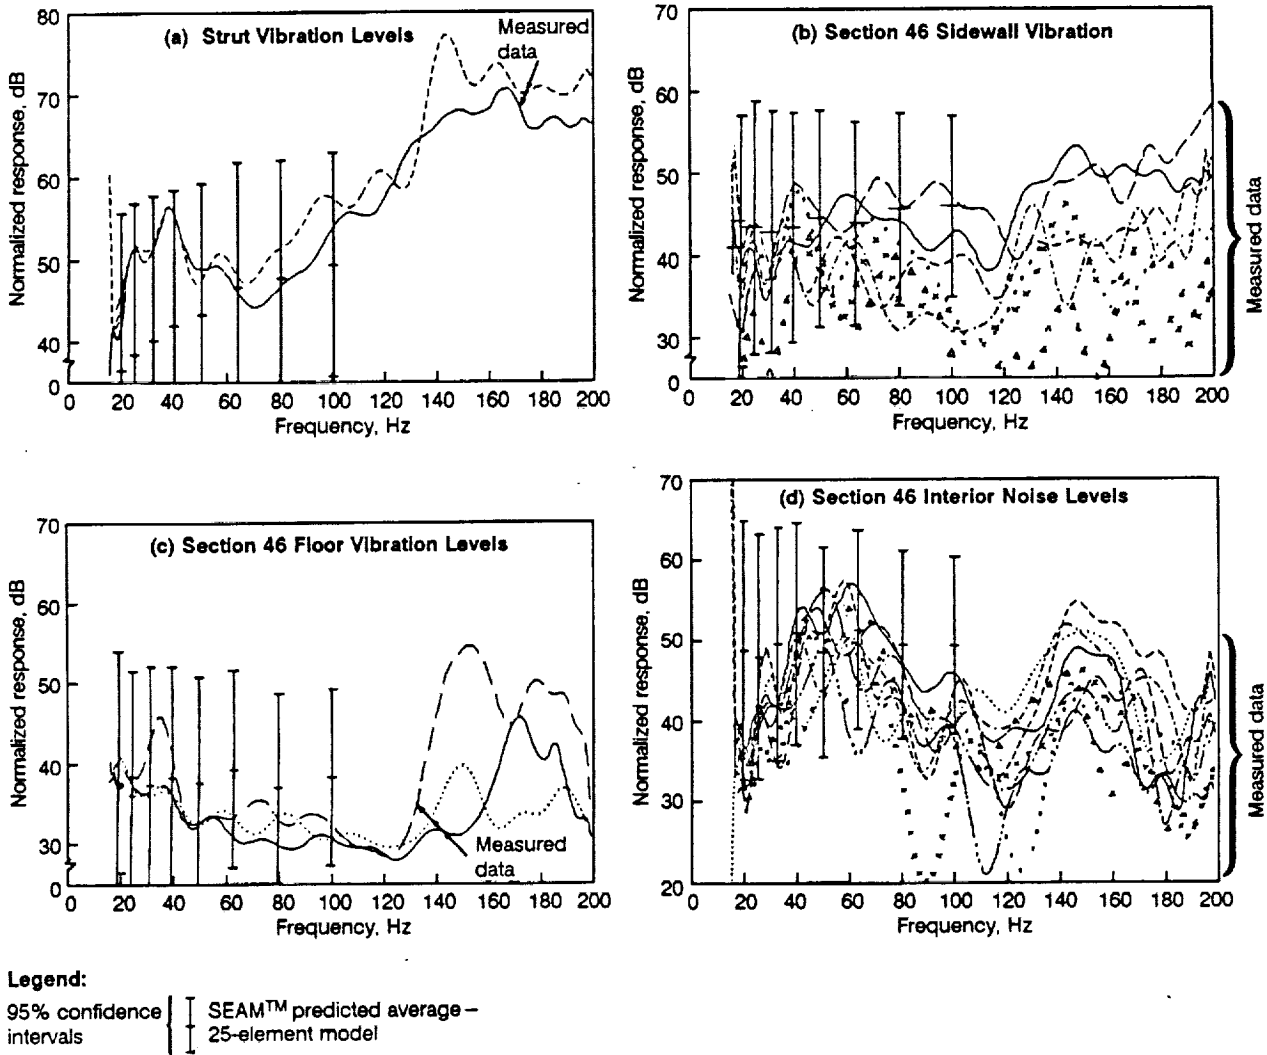 (a) Strut Vibration Levels
Measured
data
Normalized response, dB
80
70
60
50
40
0
0 20 40 60 80 100 120 140 160 180 200
Frequency, Hz
(b) Section 46 Sidewall Vibration
Normalized response, dB
70
60
50
40
30
0
0 20 40 60 80 100 120 140 160 180 200
Frequency, Hz
Measured data
(c) Section 46 Floor Vibration Levels
Normalized response, dB
70
60
50
40
30
0
Measured
data
0 20 40 60 80 100 120 140 160 180 200
Frequency, Hz
(d) Section 46 Interior Noise Levels
Normalized response, dB
70
60
50
40
30
20
0 20 40 60 80 100 120 140 160 180 200
Frequency, Hz
Measured data
Legend:
95% confidence
intervals
SEAM™ predicted average –
25-element model